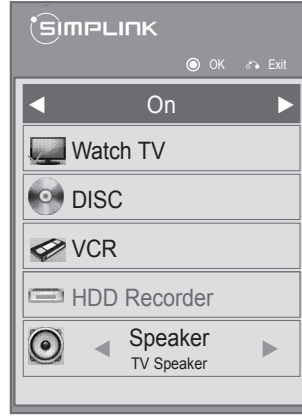 SIMPLINK
OK Exit
On
Watch TV
DISC
VCR
HDD Recorder
Speaker
TV Speaker